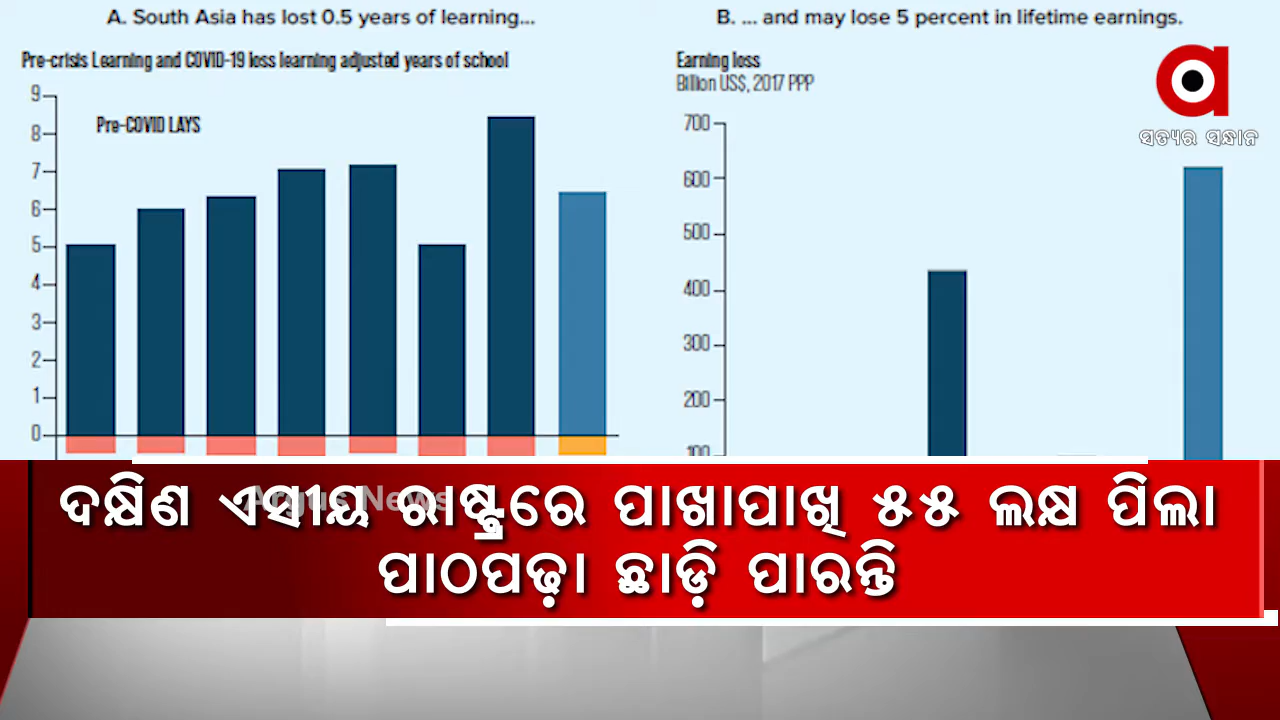 A. South Asia has lost 0.5 years of learning...
B. ... and may lose 5 percent in lifetime earnings.
Pre-crisis Learning and COVID-19 loss learning adjusted years of school
Earning loss
Billion US$, 2017 PPP
9
8
7
6
5
4
3
2
1
0
Pre-COVID LAYS
700
600
500
400
300
200
100
ସତ୍ୟର ସନ୍ଧାନ
Argus News
ଦକ୍ଷିଣ ଏସୀୟ ରାଷ୍ଟ୍ରରେ ପାଖାପାଖି ୫୫ ଲକ୍ଷ ପିଲା
ପାଠପଢ଼ା ଛାଡ଼ି ପାରନ୍ତି